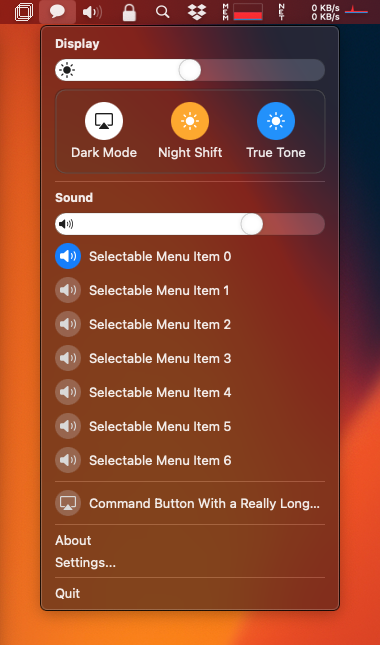 MEM
NET
0 KB/s
0 KB/s
Display
Dark Mode Night Shift True Tone
Sound
Selectable Menu Item 0
Selectable Menu Item 1
Selectable Menu Item 2
Selectable Menu Item 3
Selectable Menu Item 4
Selectable Menu Item 5
Selectable Menu Item 6
Command Button With a Really Long...
About
Settings...
Quit